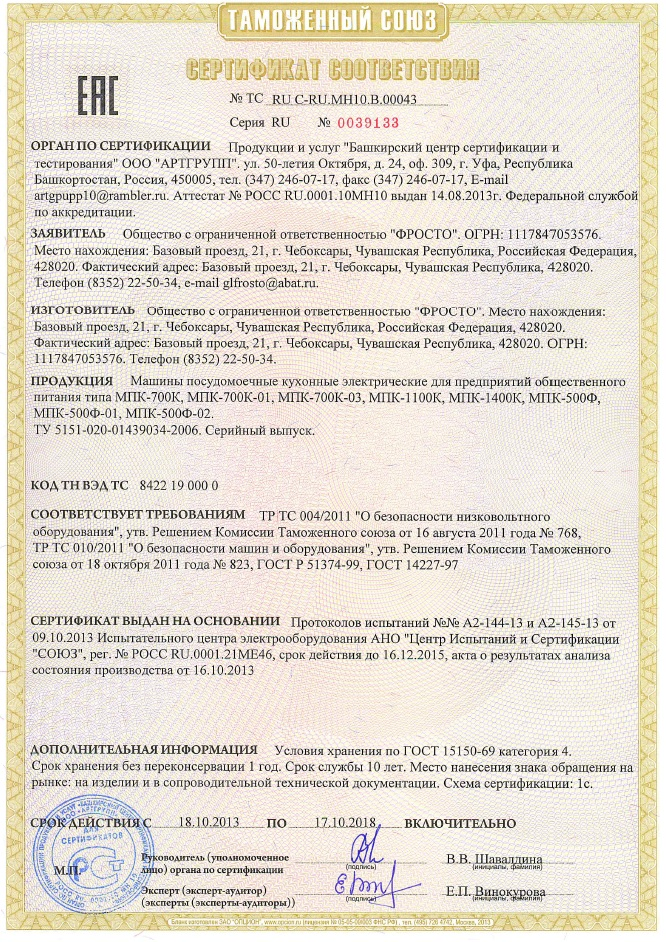 ТАМОЖЕННЫЙ СОЮЗ
СЕРТИФИКАТ СООТВЕТСТВИЯ
ЕАС
№ ТС RU C-RU.МН10.В.00043
Серия RU № 0039133
ОРГАН ПО СЕРТИФИКАЦИИ Продукции и услуг "Башкирский центр сертификации и
тестирования" ООО "АРТГРУПП". ул. 50-летия Октября, д. 24, оф. 309, г. Уфа, Республика
Башкортостан, Россия, 450005, тел. (347) 246-07-17, факс (347) 246-07-17, E-mail
artgpupp10@rambler.ru. Аттестат № РОСС RU.0001.10МН10 выдан 14.08.2013г. Федеральной службой
по аккредитации.
ЗАЯВИТЕЛЬ Общество с ограниченной ответственностью "ФРОСТО". ОГРН: 1117847053576.
Место нахождения: Базовый проезд, 21, г. Чебоксары, Чувашская Республика, Российская Федерация,
428020. Фактический адрес: Базовый проезд, 21, г. Чебоксары, Чувашская Республика, 428020.
Телефон (8352) 22-50-34, e-mail glfrosto@abat.ru.
ИЗГОТОВИТЕЛЬ Общество с ограниченной ответственностью "ФРОСТО". Место нахождения:
Базовый проезд, 21, г. Чебоксары, Чувашская Республика, Российская Федерация, 428020.
Фактический адрес: Базовый проезд, 21, г. Чебоксары, Чувашская Республика, 428020. ОГРН:
1117847053576. Телефон (8352) 22-50-34.
ПРОДУКЦИЯ Машины посудомоечные кухонные электрические для предприятий общественного
питания типа МПК-700К, МПК-700К-01, МПК-700К-03, МПК-1100К, МПК-1400К, МПК-500Ф,
МПК-500Ф-01, МПК-500Ф-02.
ТУ 5151-020-01439034-2006. Серийный выпуск.
КОД ТН ВЭД ТС 8422 19 000 0
СООТВЕТСТВУЕТ ТРЕБОВАНИЯМ ТР ТС 004/2011 "О безопасности низковольтного
оборудования", утв. Решением Комиссии Таможенного союза от 16 августа 2011 года № 768,
ТР ТС 010/2011 "О безопасности машин и оборудования", утв. Решением Комиссии Таможенного
союза от 18 октября 2011 года № 823, ГОСТ Р 51374-99, ГОСТ 14227-97
СЕРТИФИКАТ ВЫДАН НА ОСНОВАНИИ Протоколов испытаний №№ А2-144-13 и А2-145-13 от
09.10.2013 Испытательного центра электрооборудования АНО "Центр Испытаний и Сертификации
"СОЮЗ", рег. № РОСС RU.0001.21МЕ46, срок действия до 16.12.2015, акта о результатах анализа
состояния производства от 16.10.2013
ДОПОЛНИТЕЛЬНАЯ ИНФОРМАЦИЯ Условия хранения по ГОСТ 15150-69 категория 4.
Срок хранения без переконсервации 1 год. Срок службы 10 лет. Место нанесения знака обращения на
рынке: на изделии и в сопроводительной технической документации. Схема сертификации: 1с.
СРОК ДЕЙСТВИЯ С 18.10.2013 ПО 17.10.2018 ВКЛЮЧИТЕЛЬНО
ДЛЯ
СЕРТИФИКАТОВ
М.П.
Руководитель (уполномоченное
лицо) органа по сертификации
(подпись)
В.В. Шаваллина
(инициалы, фамилия)
Эксперт (эксперт-аудитор)
(эксперты (эксперты-аудиторы))
(подпись)
Е.П. Винокурова
(инициалы, фамилия)